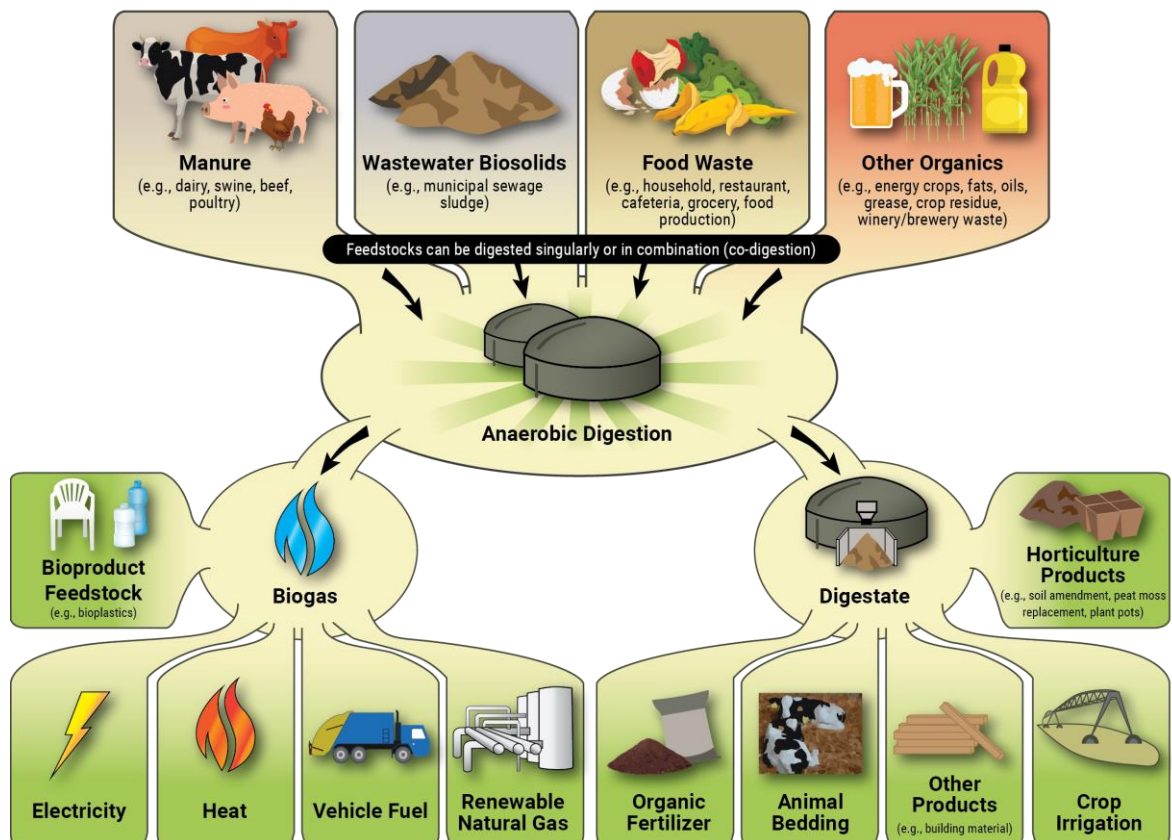 Manure
(e.g., dairy, swine, beef,
poultry)
Wastewater Biosolids
(e.g., municipal sewage
sludge)
Food Waste
(e.g., household, restaurant,
cafeteria, grocery, food
production)
Other Organics
(e.g., energy crops, fats, oils,
grease, crop residue,
winery/brewery waste)
Feedstocks can be digested singularly or in combination (co-digestion)
Anaerobic Digestion
Bioproduct
Feedstock
(e.g., bioplastics)
Biogas
Digestate
Horticulture
Products
(e.g., soil amendment, peat moss
replacement, plant pots)
Electricity
Heat
Vehicle Fuel
Renewable
Natural Gas
Organic
Fertilizer
Animal
Bedding
Other
Products
(e.g., building material)
Crop
Irrigation